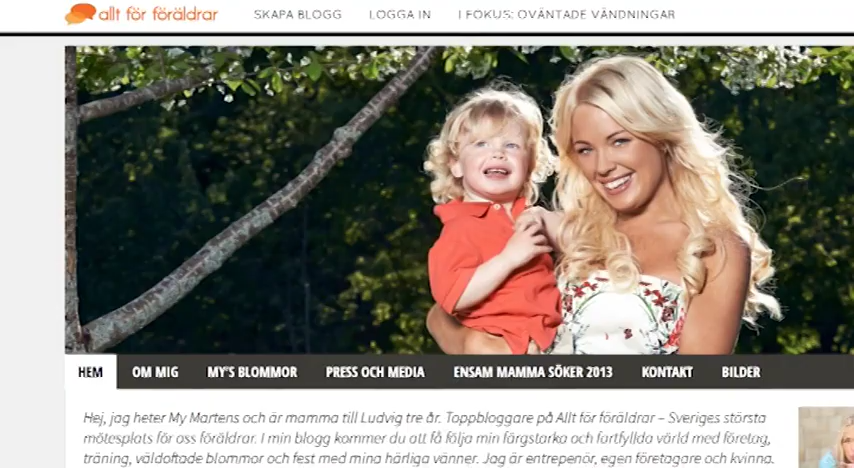 allt för föräldrar SKAPA BLOGG LOGGA IN I FOKUS: OVÄNTADE VÄNDNINGAR
HEM OM MIG MY'S BLOMMOR PRESS OCH MEDIA ENSAM MAMMA SÖKER 2013 KONTAKT BILDER
Hej, jag heter My Martens och är mamma till Ludvig tre år. Toppbloggare på Allt för föräldrar – Sveriges största
mötesplats för oss föräldrar. I min blogg kommer du att få följa min färgstarka och fartfyllda värld med företag,
träning, väldoftade blommor och fest med mina härliga vänner. Jag är entrepenör, egen företagare och kvinna.